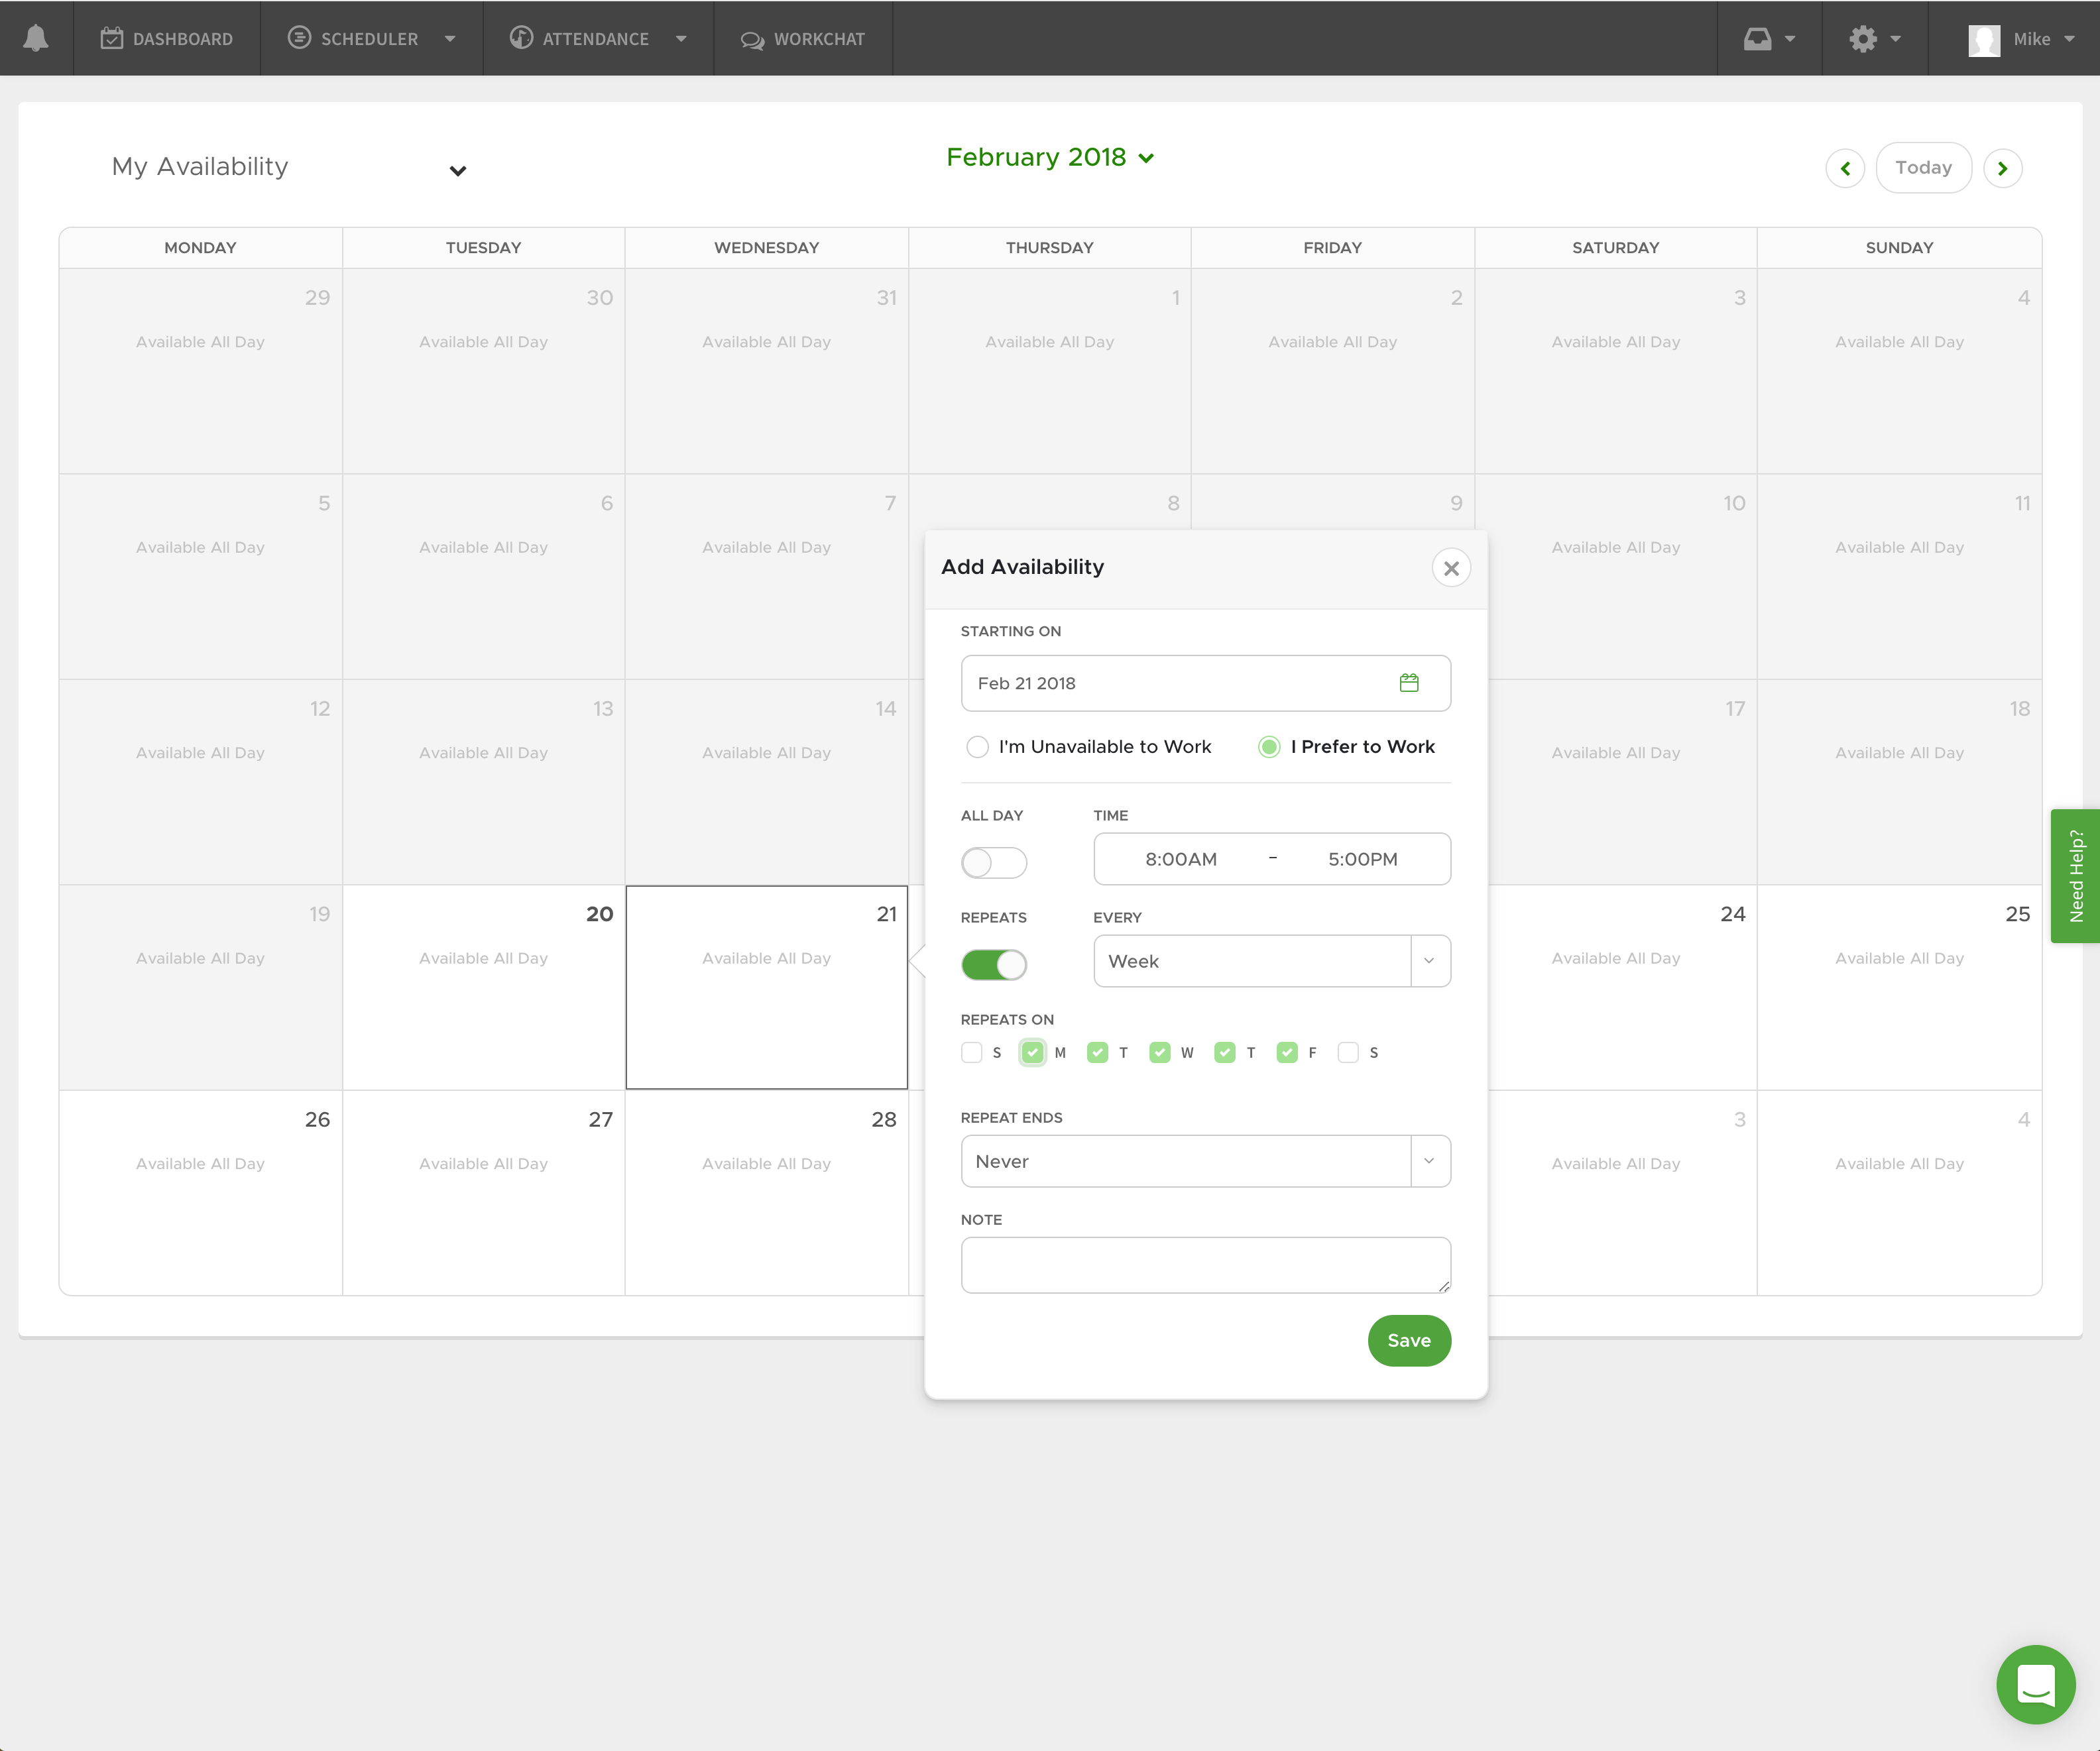 DASHBOARD SCHEDULER ATTENDANCE WORKCHAT Mike
My Availability February 2018 Today
MONDAY TUESDAY WEDNESDAY THURSDAY FRIDAY SATURDAY SUNDAY
29 30 31 1 2 3 4
Available All Day Available All Day Available All Day Available All Day Available All Day Available All Day Available All Day
5 6 7 8 9 10 11
Available All Day Available All Day Available All Day Available All Day Available All Day
12 13 14 17 18
Available All Day Available All Day Available All Day Available All Day Available All Day
19 20 21 24 25
Available All Day Available All Day Available All Day Available All Day Available All Day
26 27 28 3 4
Available All Day Available All Day Available All Day Available All Day Available All Day
Add Availability
STARTING ON
Feb 21 2018
I'm Unavailable to Work I Prefer to Work
ALL DAY TIME
8:00AM - 5:00PM
REPEATS EVERY
Week
REPEATS ON
S M T W T F S
REPEAT ENDS
Never
NOTE
Save
Need Help?